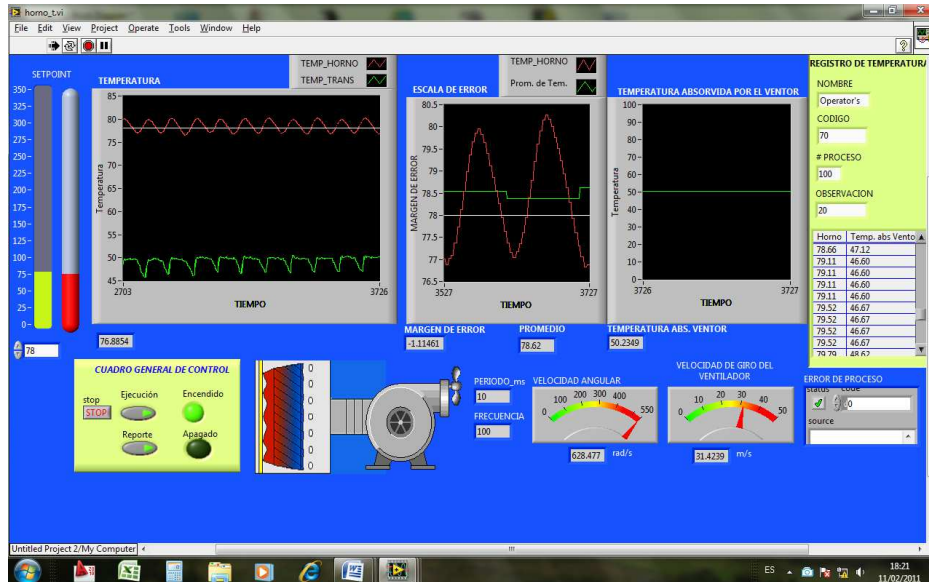 horno_t.vi
File Edit View Project Operate Tools Window Help
SETPOINT
350-
325-
300-
275-
250-
225-
200-
175-
150-
125-
100-
75-
50-
25-
0-
78
TEMPERATURA
TEMP_HORNO
TEMP_TRANS
85-
80-
75-
70-
65-
60-
55-
50-
45-
Temperatura
2703 3726
TIEMPO
76.8854
ESCALA DE ERROR
TEMP_HORNO
Prom. de Tem.
80.5-
80-
79.5-
79-
78.5-
78-
77.5-
77-
76.5-
MARGEN DE ERROR
3527 3727
TIEMPO
MARGEN DE ERROR
-1.11461
PROMEDIO
78.62
TEMPERATURA ABSORVIDA POR EL VENTOR
100-
90-
80-
70-
60-
50-
40-
30-
20-
10-
0-
Temperatura
3726 3727
TIEMPO
TEMPERATURA ABS. VENTOR
50.2349
REGISTRO DE TEMPERATURA
NOMBRE
Operator's
CODIGO
70
# PROCESO
100
OBSERVACION
20
Horno Temp. abs Vento
78.66 47.12
79.11 46.60
79.11 46.60
79.11 46.60
79.11 46.60
79.52 46.67
79.52 46.67
79.52 46.67
79.52 46.67
79.79 48.62
CUADRO GENERAL DE CONTROL
stop
STOP
Ejecución
Encendido
Reporte
Apagado
0
0
0
0
0
0
0
PERIODO_ms
10
FRECUENCIA
100
VELOCIDAD ANGULAR
0 100 200 300 400 550
628.477 rad/s
VELOCIDAD DE GIRO DEL
VENTILADOR
0 10 20 30 40 50
31.4239 m/s
ERROR DE PROCESO
status code
0
source
Untitled Project 2/My Computer
ES
18:21
11/02/2011